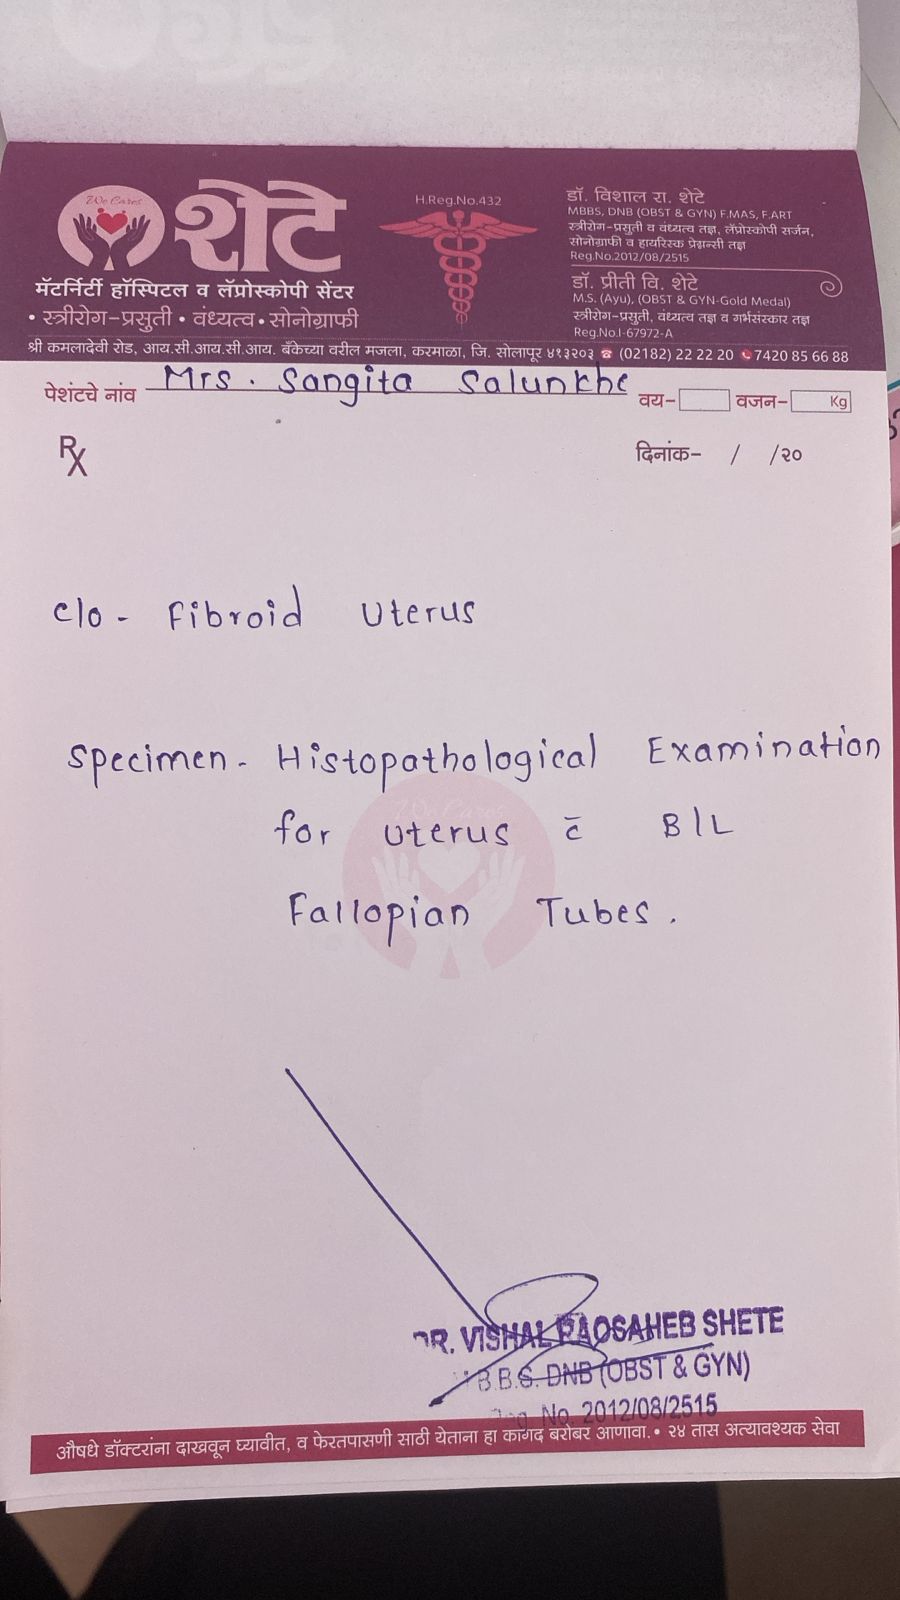 We Cares
शेटे
मॅटर्निटी हॉस्पिटल व लॅप्रोस्कोपी सेंटर
• स्त्रीरोग-प्रसुती • वंध्यत्व • सोनोग्राफी
H.Reg.No.432
डॉ. विशाल रा. शेटे
MBBS, DNB (OBST & GYN) F.MAS, F.ART
स्त्रीरोग-प्रसुती व वंध्यत्व तज्ञ, लॅप्रोस्कोपी सर्जन,
सोनोग्राफी व हायरिस्क प्रेग्नन्सी तज्ञ
Reg.No.2012/08/2515
डॉ. प्रीती वि. शेटे
M.S. (Ayu), (OBST & GYN-Gold Medal)
स्त्रीरोग-प्रसुती, वंध्यत्व तज्ञ व गर्भसंस्कार तज्ञ
Reg.No.I-67972-A
श्री कमलादेवी रोड, आय.सी.आय.सी.आय. बँकेच्या वरील मजला, करमाळा, जि. सोलापूर ४१३२०३ ☎ (02182) 22 22 20 7420 85 66 88
पेशंटचे नांव Mrs. Sangita Salunkhe वय- वजन- Kg
Rx दिनांक- / /२०
c/o - Fibroid Uterus
Specimen - Histopathological Examination
for uterus c̄ B/L
Fallopian Tubes.
We Cares
DR. VISHAL RAOSAHEB SHETE
M.B.B.S. DNB (OBST & GYN)
Reg. No. 2012/08/2515
औषधे डॉक्टरांना दाखवून घ्यावीत, व फेरतपासणी साठी येताना हा कागद बरोबर आणावा. • २४ तास अत्यावश्यक सेवा